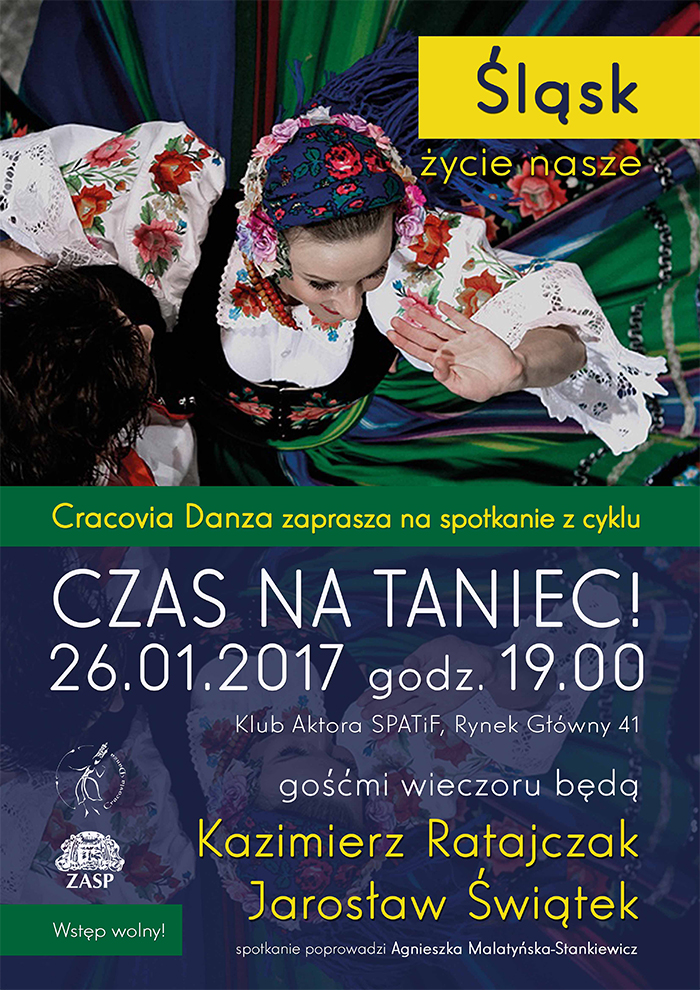 Śląsk
życie nasze
Cracovia Danza zaprasza na spotkanie z cyklu
CZAS NA TANIEC!
26.01.2017 godz. 19.00
Klub Aktora SPATiF, Rynek Główny 41
Cracovia Danza
gośćmi wieczoru będą
Kazimierz Ratajczak
Jarosław Świątek
ZASP
Wstęp wolny!
spotkanie poprowadzi Agnieszka Malatyńska-Stankiewicz